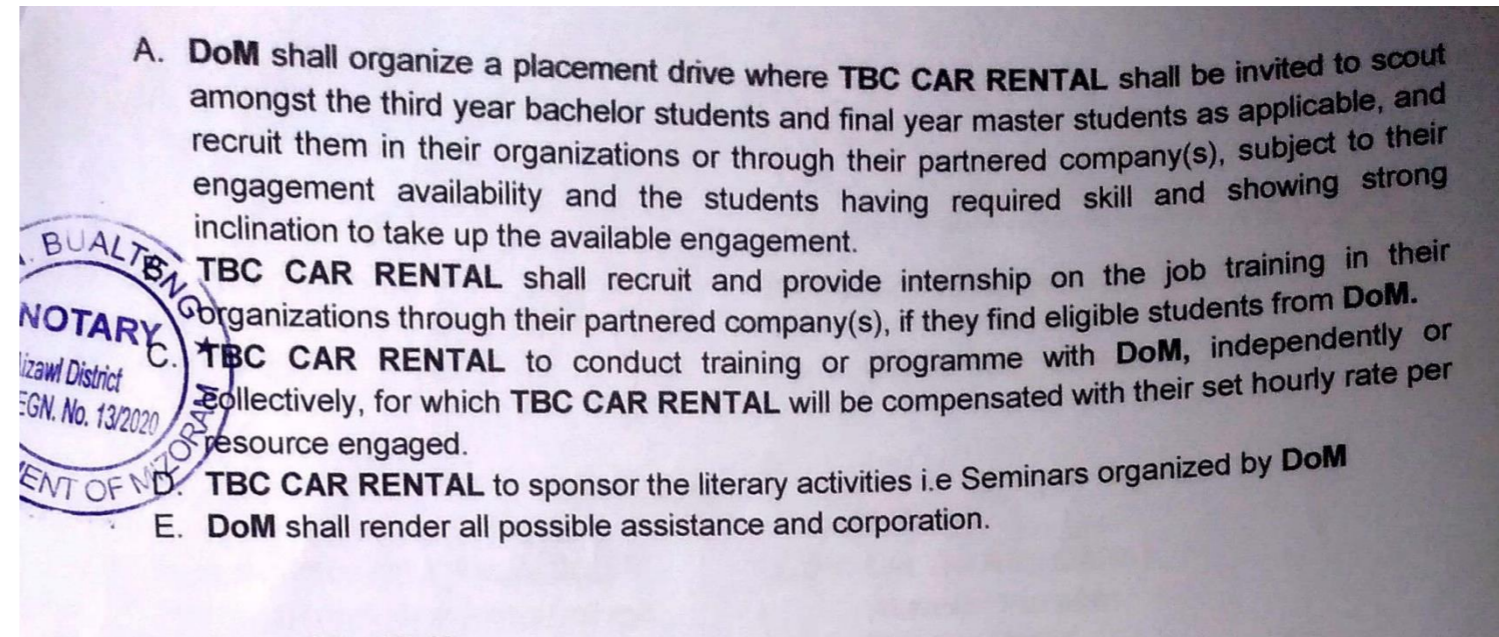 A. DoM shall organize a placement drive where TBC CAR RENTAL shall be invited to scout
amongst the third year bachelor students and final year master students as applicable, and
recruit them in their organizations or through their partnered company(s), subject to their
engagement availability and the students having required skill and showing strong
inclination to take up the available engagement.
TBC CAR RENTAL shall recruit and provide internship on the job training in their
organizations through their partnered company(s), if they find eligible students from DoM.
C. TBC CAR RENTAL to conduct training or programme with DoM, independently or
collectively, for which TBC CAR RENTAL will be compensated with their set hourly rate per
resource engaged.
D. TBC CAR RENTAL to sponsor the literary activities i.e Seminars organized by DoM
E. DoM shall render all possible assistance and corporation.
BUALTENG
NOTARY
izawl District
EGN. No. 13/2020
ENT OF MIZORAM